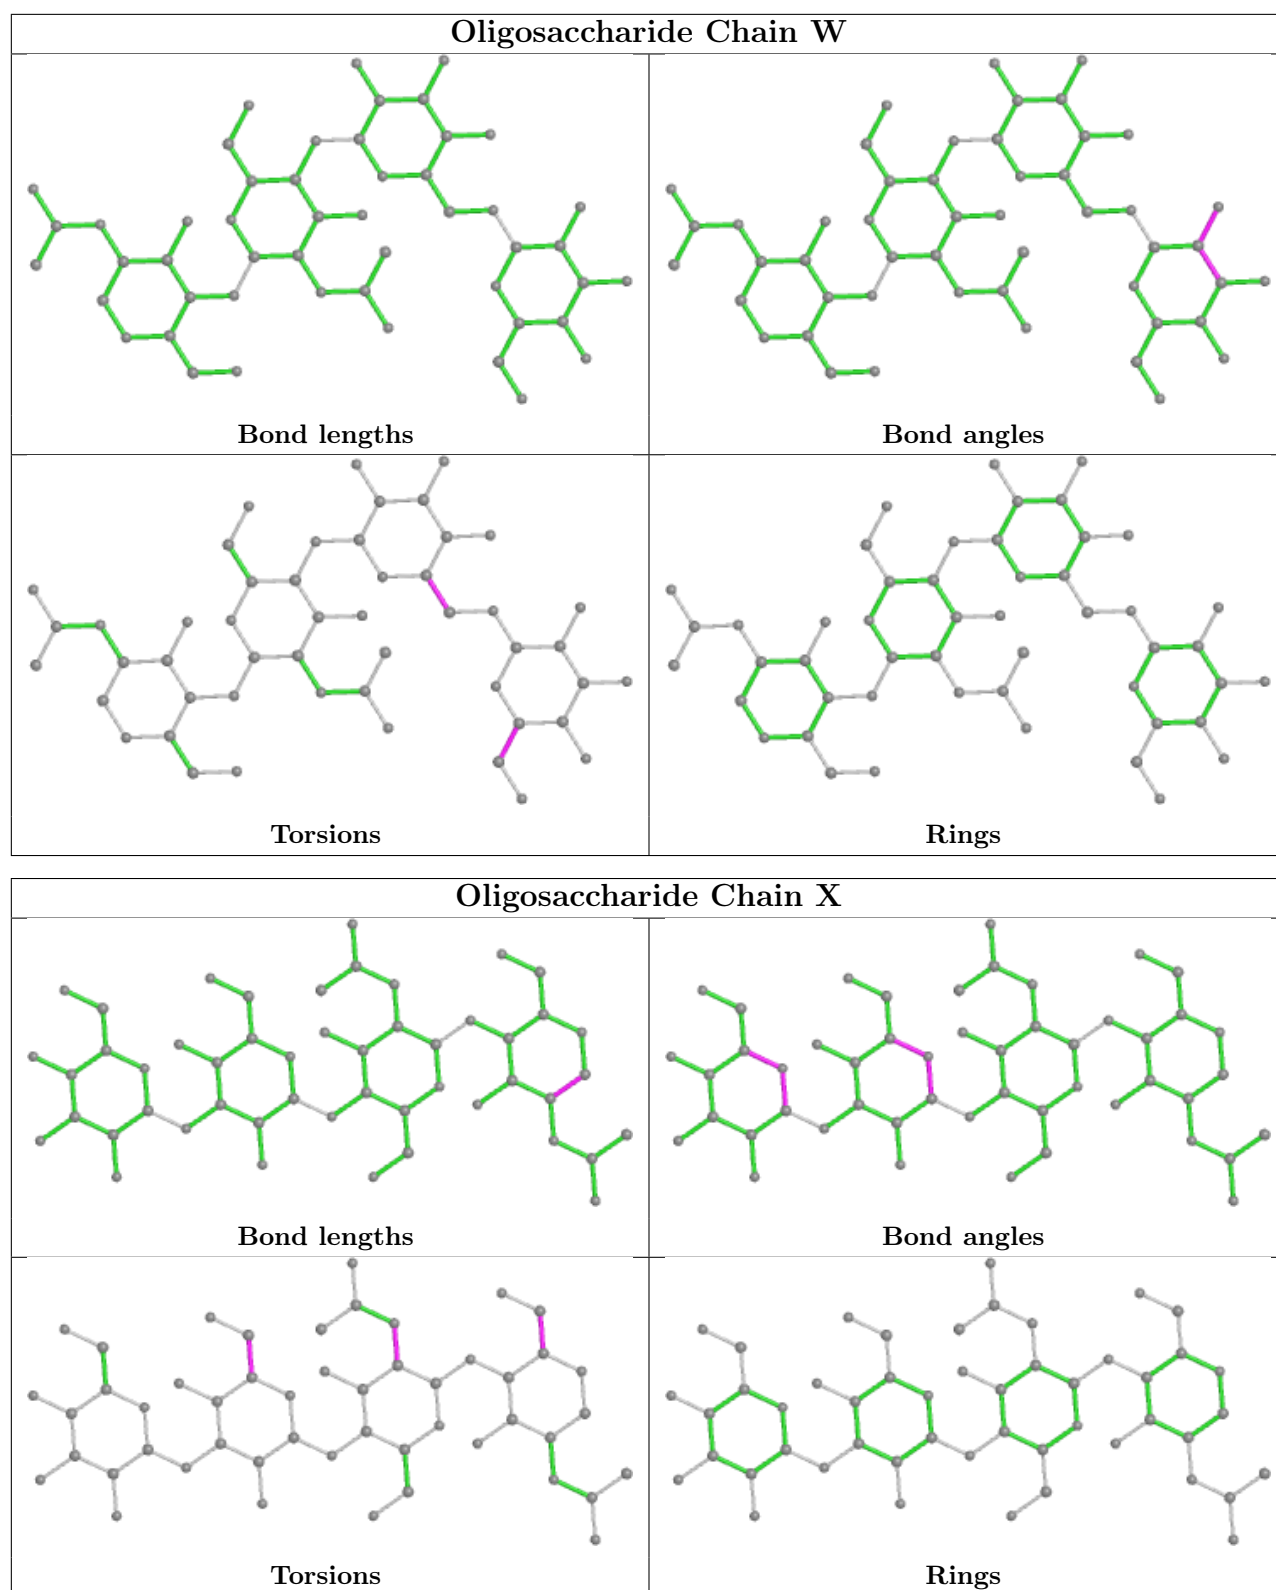 Oligosaccharide Chain W
Bond lengths
Bond angles
Torsions
Rings
Oligosaccharide Chain X
Bond lengths
Bond angles
Torsions
Rings